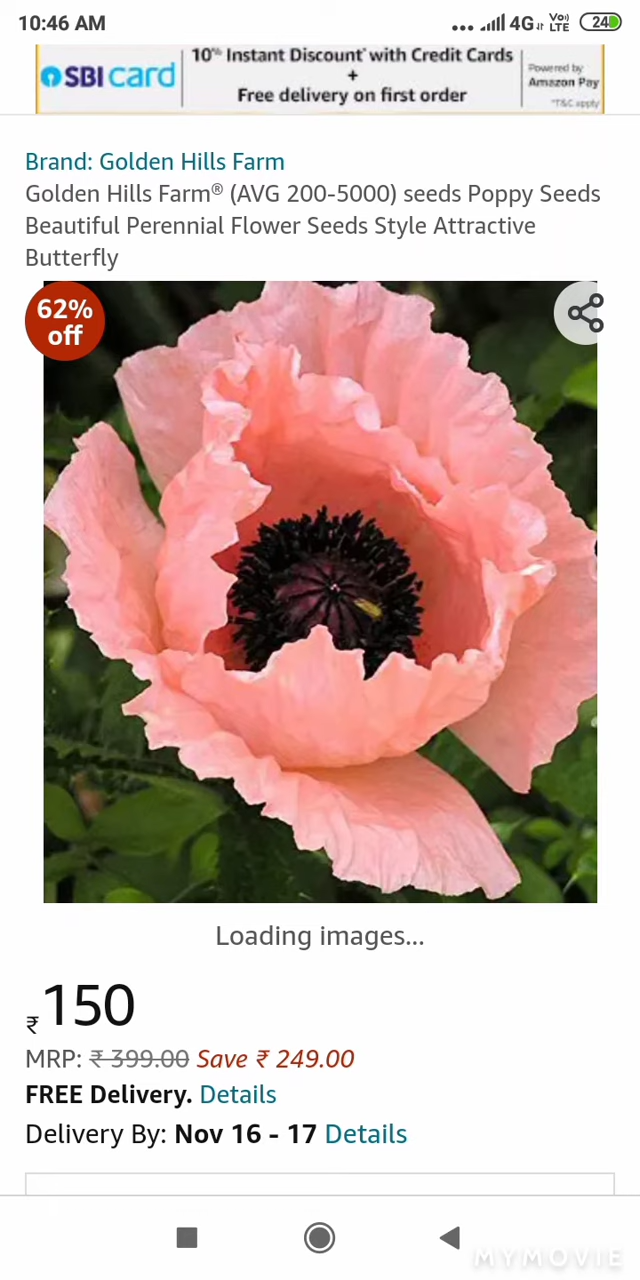 10:46 AM ... 4G Vo)) LTE 24
SBI card
10% Instant Discount* with Credit Cards
+
Free delivery on first order
Powered by
Amazon Pay
*T&C apply
Brand: Golden Hills Farm
Golden Hills Farm® (AVG 200-5000) seeds Poppy Seeds
Beautiful Perennial Flower Seeds Style Attractive
Butterfly
62%
off
Loading images...
₹150
MRP: ₹ 399.00 Save ₹ 249.00
FREE Delivery. Details
Delivery By: Nov 16 - 17 Details
MYMOVIE